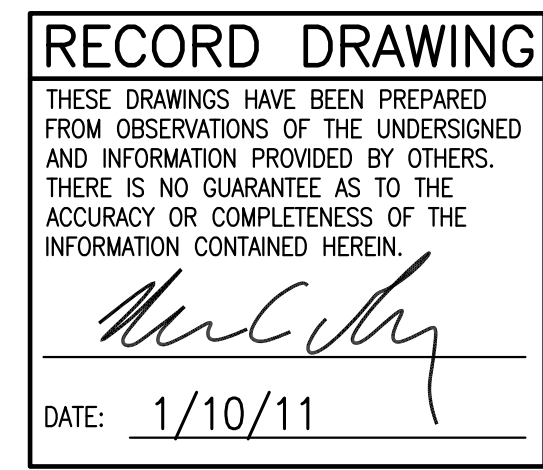 RECORD DRAWING
THESE DRAWINGS HAVE BEEN PREPARED
FROM OBSERVATIONS OF THE UNDERSIGNED
AND INFORMATION PROVIDED BY OTHERS.
THERE IS NO GUARANTEE AS TO THE
ACCURACY OR COMPLETENESS OF THE
INFORMATION CONTAINED HEREIN.
DATE: 1/10/11